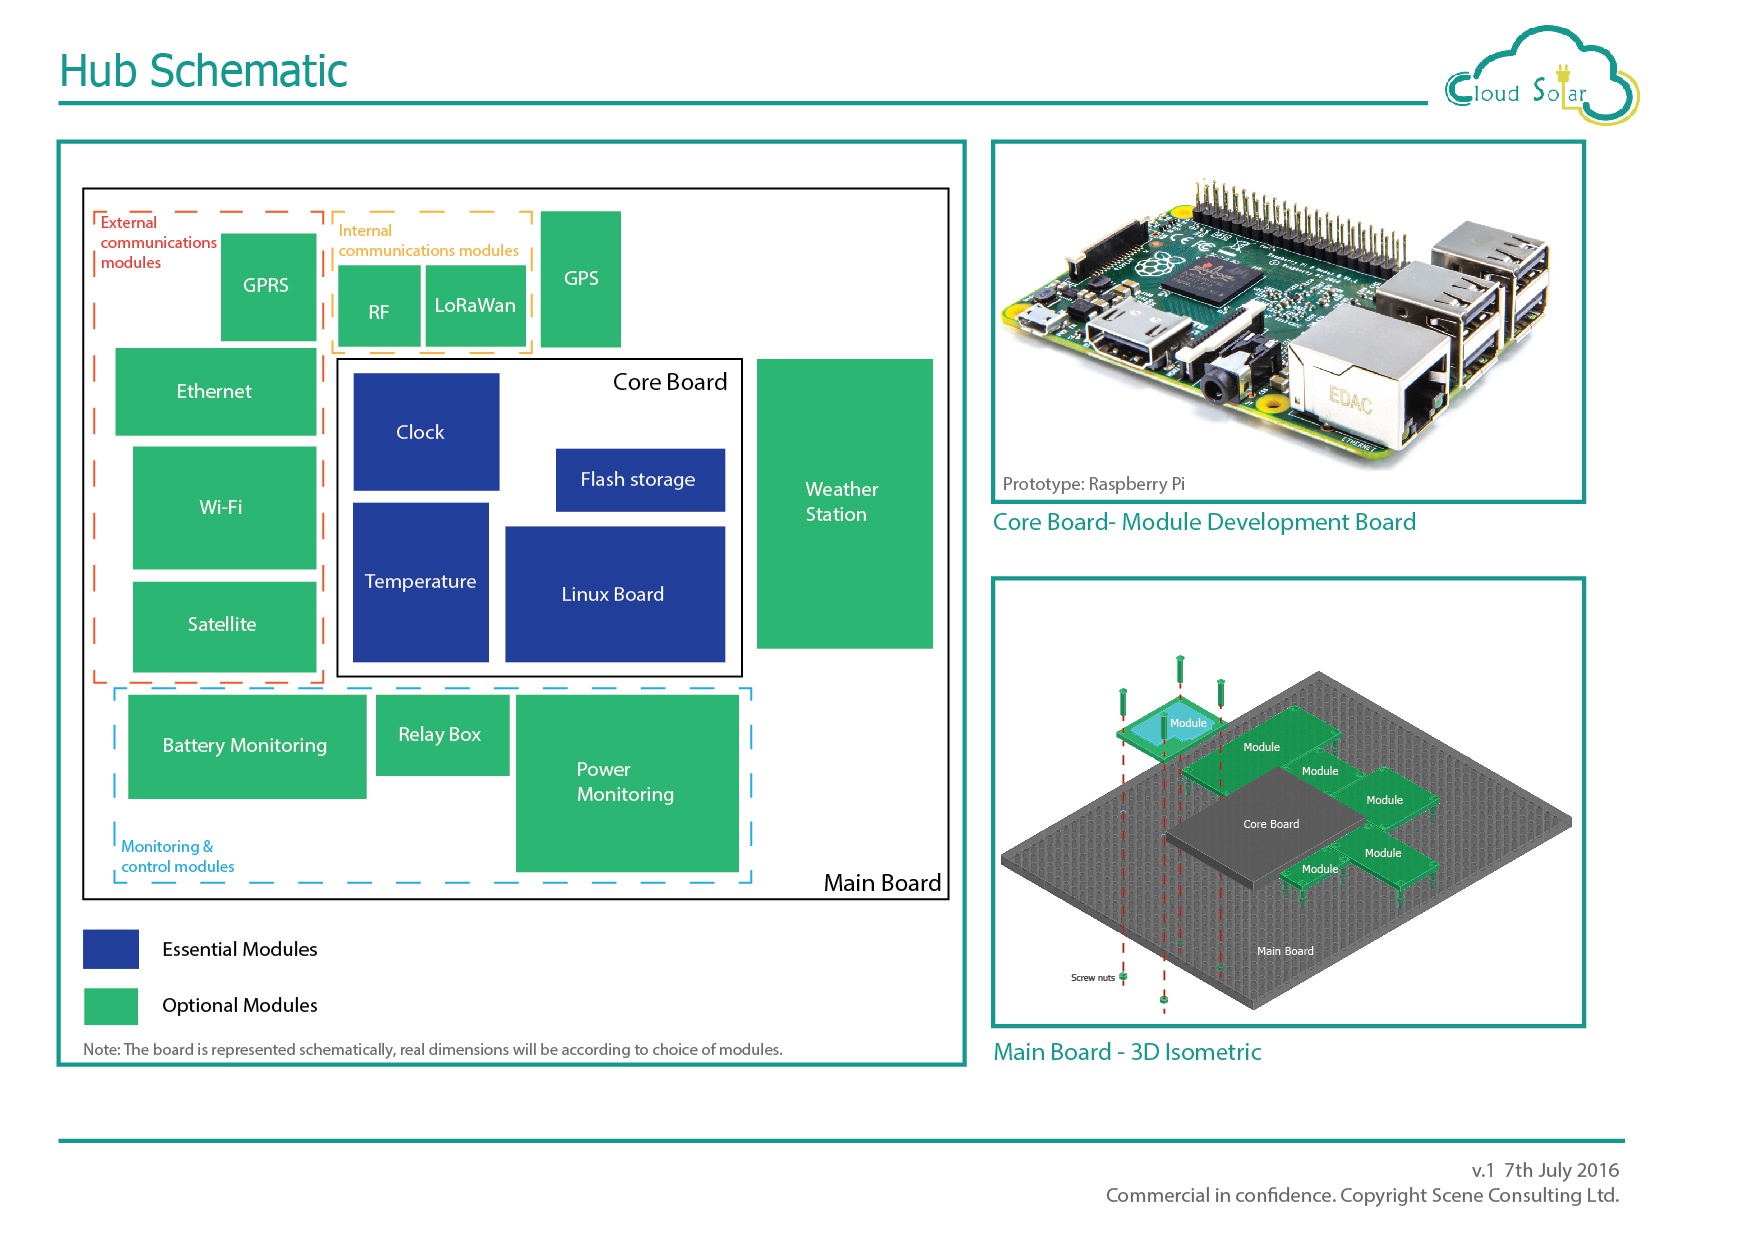 Hub Schematic
Cloud Solar
External
communications
modules
GPRS
Internal
communications modules
RF
LoRaWan
GPS
Ethernet
Wi-Fi
Satellite
Core Board
Clock
Flash storage
Temperature
Linux Board
Weather
Station
Battery Monitoring
Relay Box
Power
Monitoring
Monitoring &
control modules
Main Board
Essential Modules
Optional Modules
Note: The board is represented schematically, real dimensions will be according to choice of modules.
EDAC
ETHERNET
Prototype: Raspberry Pi
Core Board- Module Development Board
Module
Module
Module
Module
Core Board
Module
Module
Main Board
Screw nuts
Main Board - 3D Isometric
v.1 7th July 2016
Commercial in confidence. Copyright Scene Consulting Ltd.